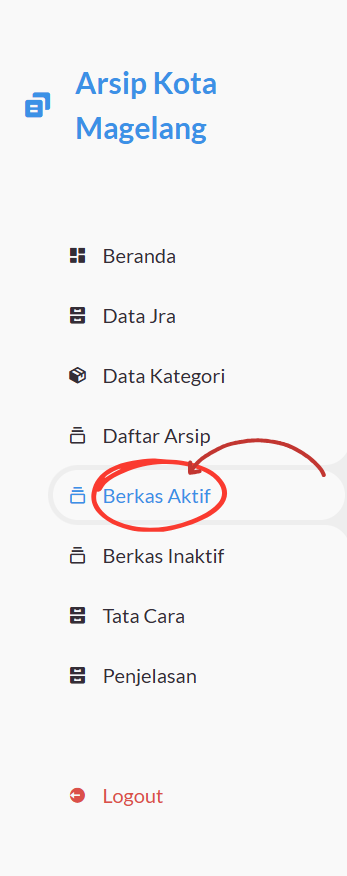 Arsip Kota
Magelang
Beranda
Data Jra
Data Kategori
Daftar Arsip
Berkas Aktif
Berkas Inaktif
Tata Cara
Penjelasan
Logout